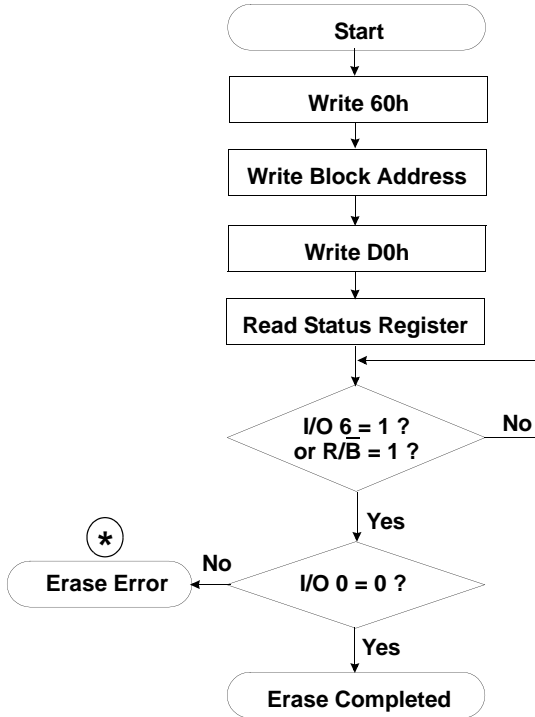 Start
Write 60h
Write Block Address
Write D0h
Read Status Register
I/O 6 = 1 ?
or R/B̅ = 1 ?
No
Yes
*
No
Erase Error
I/O 0 = 0 ?
Yes
Erase Completed